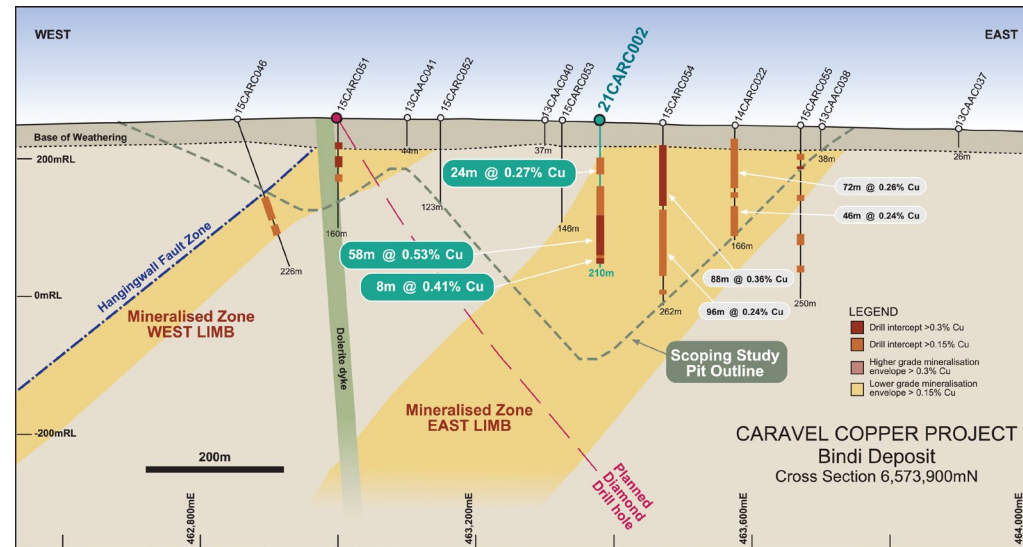 WEST
EAST
15CARC046
15CARC051
13CAAC041
15CARC052
13CAAC040
15CARC053
21CARC002
15CARC054
14CARC022
15CARC055
13CAAC038
13CAAC037
Base of Weathering
200mRL
44m
37m
38m
26m
24m @ 0.27% Cu
72m @ 0.26% Cu
46m @ 0.24% Cu
123m
146m
160m
166m
226m
Hangingwall Fault Zone
58m @ 0.53% Cu
210m
88m @ 0.36% Cu
8m @ 0.41% Cu
0mRL
262m
96m @ 0.24% Cu
250m
Mineralised Zone
WEST LIMB
Dolerite dyke
Scoping Study
Pit Outline
LEGEND
Drill intercept >0.3% Cu
Drill intercept >0.15% Cu
Higher grade mineralisation
envelope > 0.3% Cu
Lower grade mineralisation
envelope > 0.15% Cu
Mineralised Zone
EAST LIMB
-200mRL
200m
Planned
Diamond
Drill hole
CARAVEL COPPER PROJECT
Bindi Deposit
Cross Section 6,573,900mN
462,800mE
463,200mE
463,600mE
464,000mE